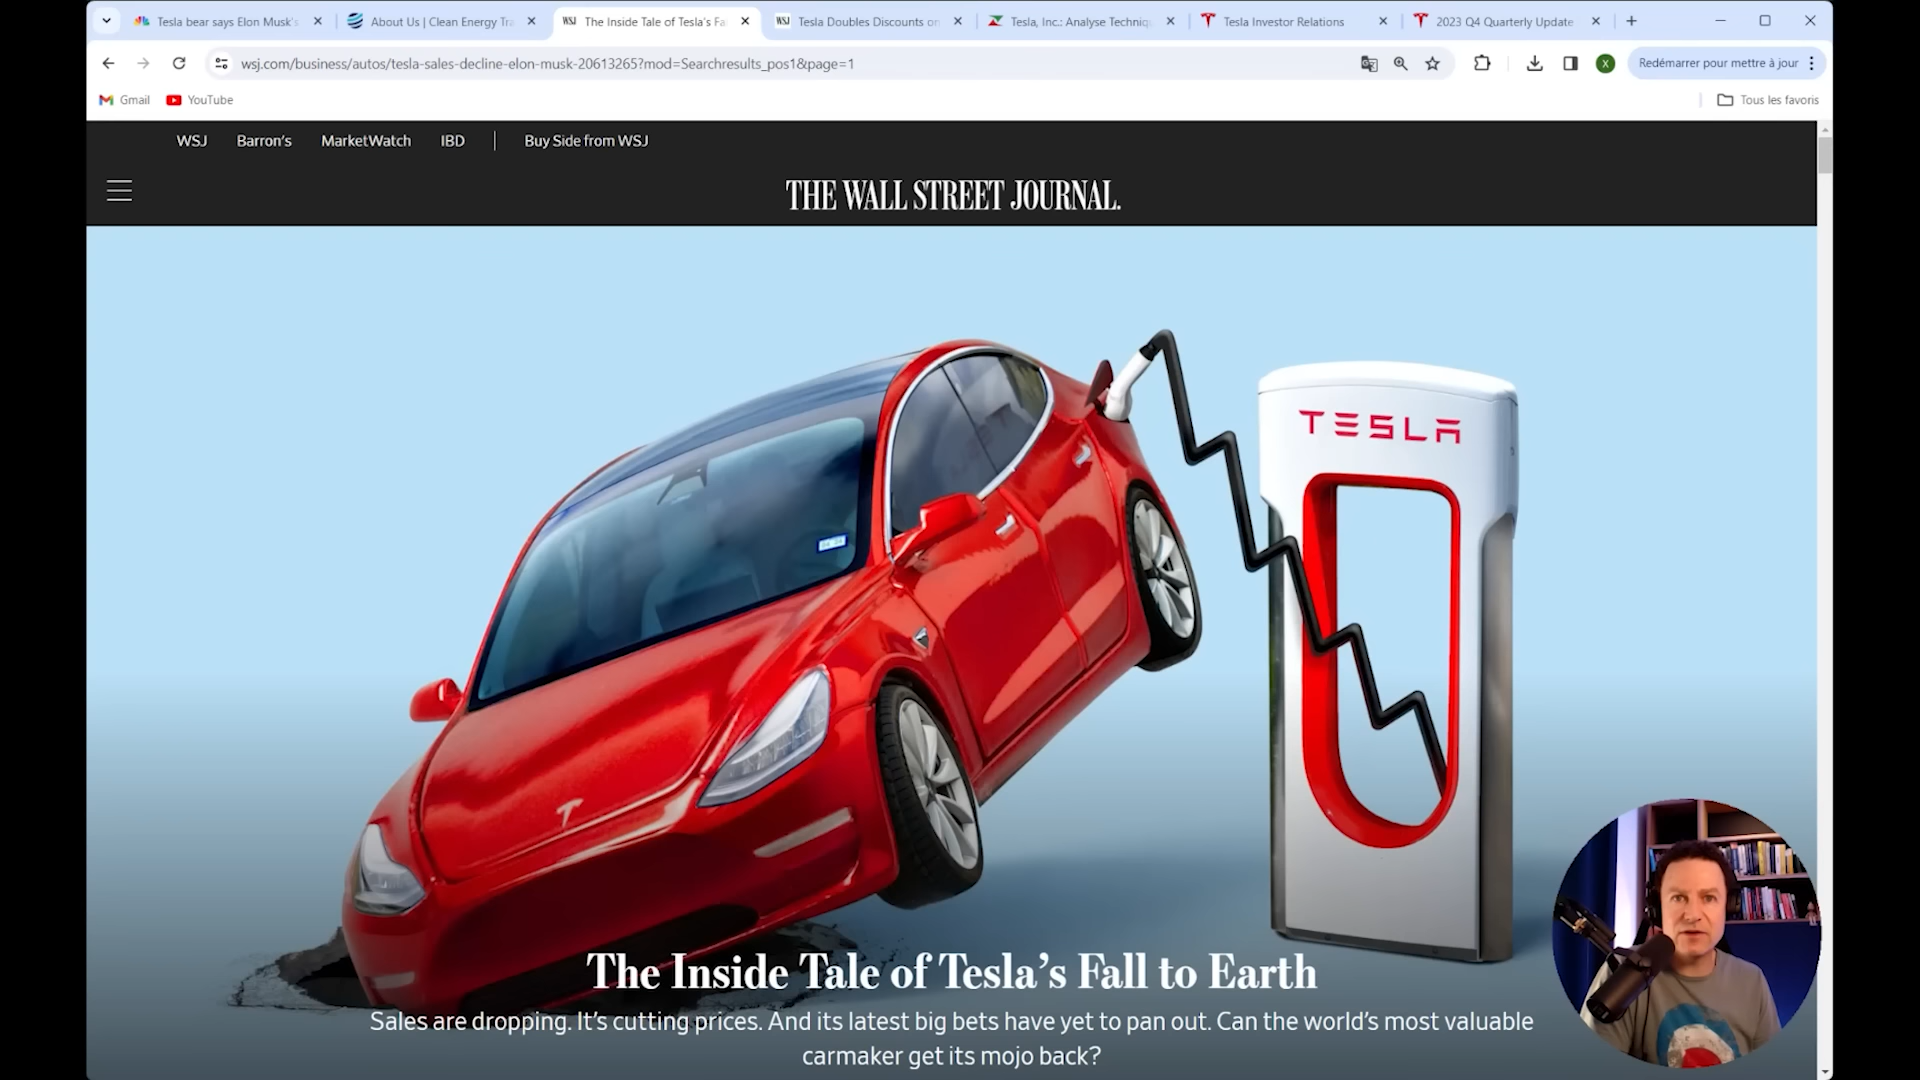 Tesla bear says Elon Musk's
About Us | Clean Energy Tra
WSJ The Inside Tale of Tesla's Fa
WSJ Tesla Doubles Discounts on
Tesla, Inc.: Analyse Techniqu
Tesla Investor Relations
2023 Q4 Quarterly Update
wsj.com/business/autos/tesla-sales-decline-elon-musk-20613265?mod=Searchresults_pos1&page=1
X
Redémarrer pour mettre à jour
Gmail
YouTube
Tous les favoris
WSJ Barron's MarketWatch IBD | Buy Side from WSJ
THE WALL STREET JOURNAL.
TESLA
The Inside Tale of Tesla's Fall to Earth
Sales are dropping. It's cutting prices. And its latest big bets have yet to pan out. Can the world's most valuable
carmaker get its mojo back?